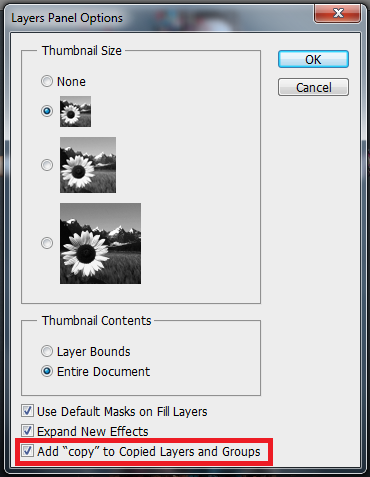 Layers Panel Options
Thumbnail Size
None
OK
Cancel
Thumbnail Contents
Layer Bounds
Entire Document
Use Default Masks on Fill Layers
Expand New Effects
Add “copy” to Copied Layers and Groups